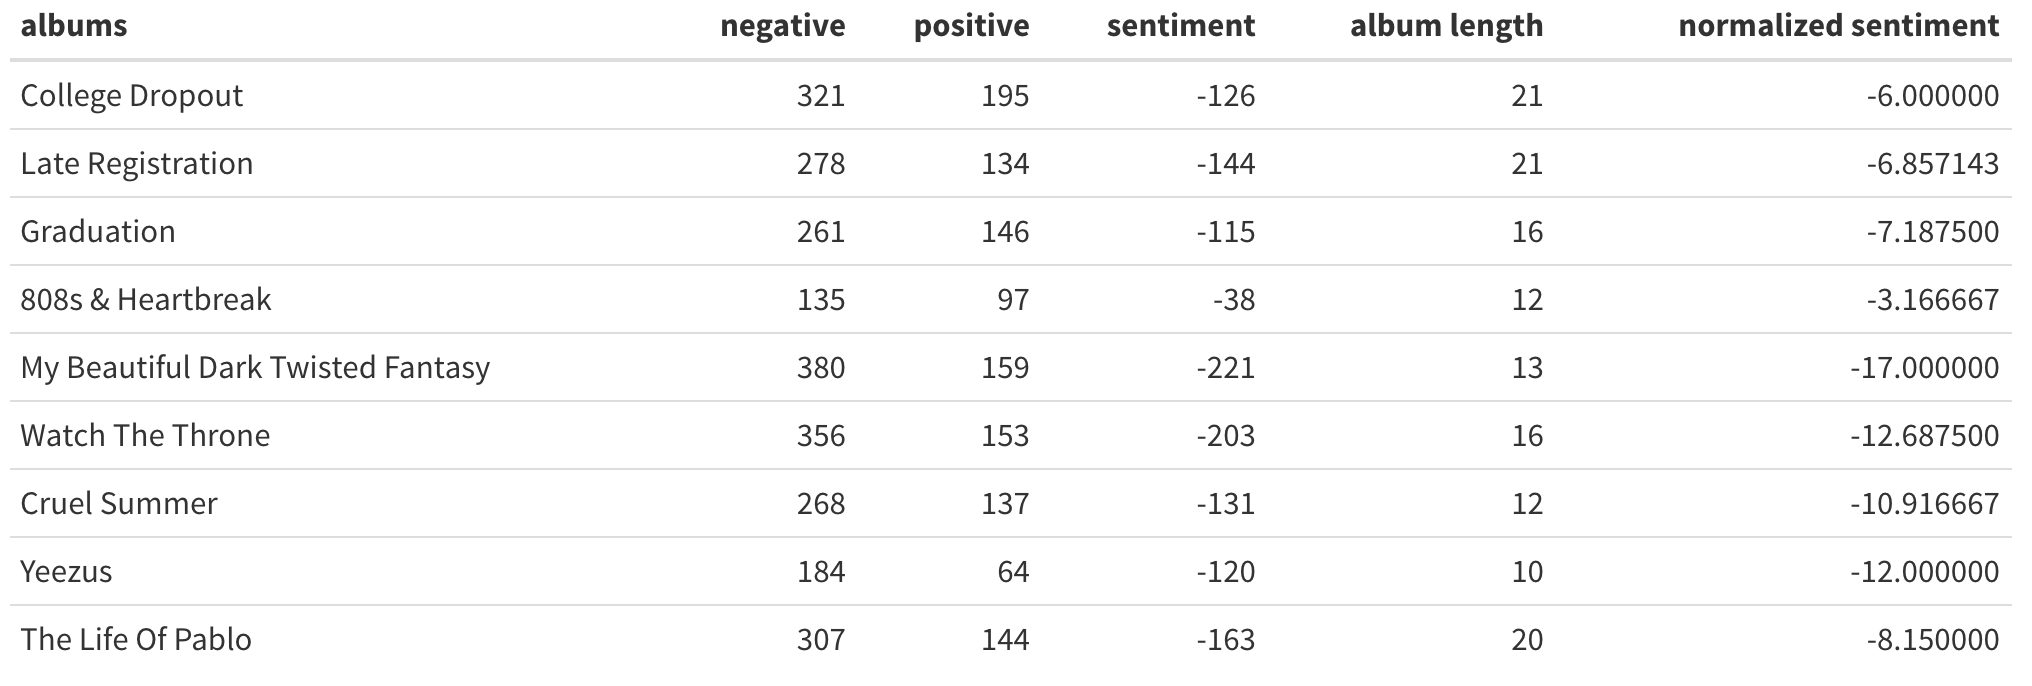 albums negative positive sentiment album length normalized sentiment
College Dropout 321 195 -126 21 -6.000000
Late Registration 278 134 -144 21 -6.857143
Graduation 261 146 -115 16 -7.187500
808s & Heartbreak 135 97 -38 12 -3.166667
My Beautiful Dark Twisted Fantasy 380 159 -221 13 -17.000000
Watch The Throne 356 153 -203 16 -12.687500
Cruel Summer 268 137 -131 12 -10.916667
Yeezus 184 64 -120 10 -12.000000
The Life Of Pablo 307 144 -163 20 -8.150000